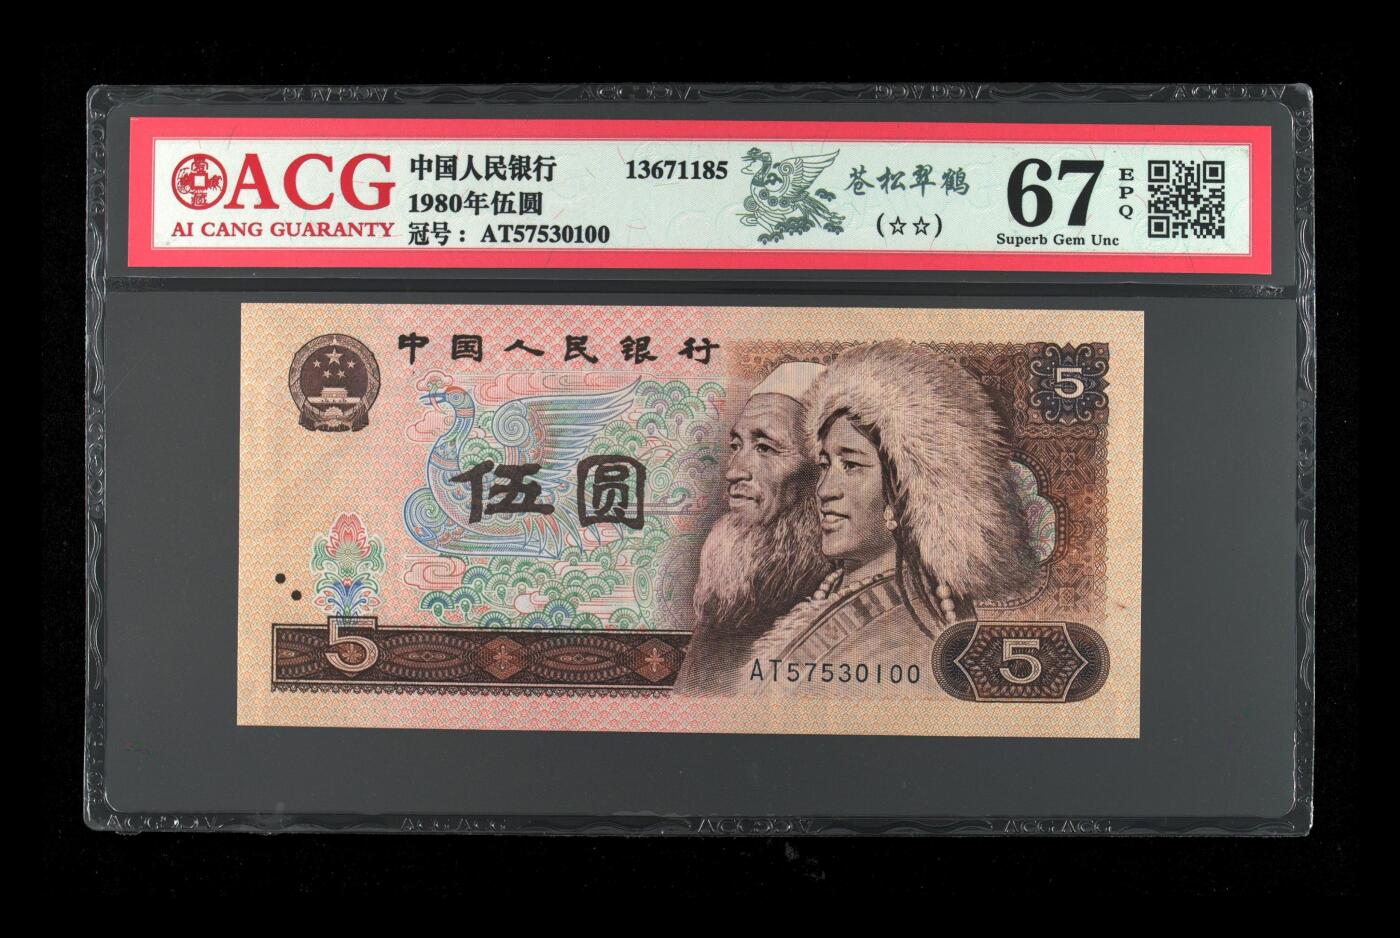 ACG
AI CANG GUARANTY
中国人民银行
1980年伍圆
冠号： AT57530100
13671185
苍松翠鹤
(☆☆)
67
EPQ
Superb Gem Unc
中国人民银行
5
伍圆
5
AT57530100
5